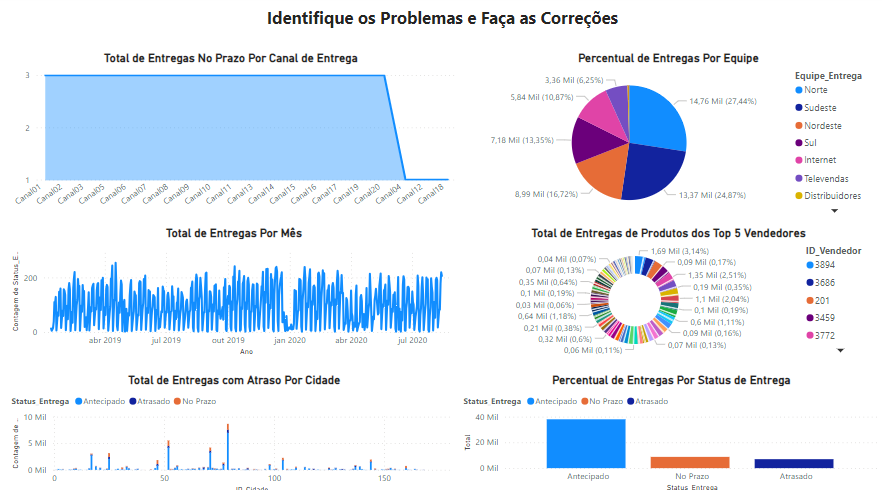 Identifique os Problemas e Faça as Correções
Total de Entregas No Prazo Por Canal de Entrega
3
2
1
Canal01
Canal02
Canal03
Canal05
Canal06
Canal07
Canal08
Canal09
Canal10
Canal11
Canal13
Canal14
Canal15
Canal16
Canal17
Canal19
Canal20
Canal04
Canal12
Canal18
Percentual de Entregas Por Equipe
3,36 Mil (6,25%)
5,84 Mil (10,87%)
7,18 Mil (13,35%)
8,99 Mil (16,72%)
14,76 Mil (27,44%)
13,37 Mil (24,87%)
Equipe_Entrega
Norte
Sudeste
Nordeste
Sul
Internet
Televendas
Distribuidores
Total de Entregas Por Mês
Contagem de Status_E...
200
0
abr 2019
jul 2019
out 2019
jan 2020
abr 2020
jul 2020
Ano
Total de Entregas de Produtos dos Top 5 Vendedores
0,04 Mil (0,07%)
0,07 Mil (0,13%)
0,35 Mil (0,64%)
0,1 Mil (0,19%)
0,03 Mil (0,06%)
0,64 Mil (1,18%)
0,21 Mil (0,38%)
0,32 Mil (0,6%)
0,06 Mil (0,11%)
1,69 Mil (3,14%)
0,09 Mil (0,17%)
1,35 Mil (2,51%)
0,19 Mil (0,35%)
1,1 Mil (2,04%)
0,1 Mil (0,19%)
0,6 Mil (1,11%)
0,09 Mil (0,16%)
0,07 Mil (0,13%)
ID_Vendedor
3894
3686
201
3459
3772
Total de Entregas com Atraso Por Cidade
Status_Entrega Antecipado Atrasado No Prazo
Contagem de ...
10 Mil
5 Mil
0 Mil
0
50
100
150
ID_Cidade
Percentual de Entregas Por Status de Entrega
Status_Entrega Antecipado No Prazo Atrasado
Total
40 Mil
20 Mil
0 Mil
Antecipado
No Prazo
Atrasado
Status_Entrega